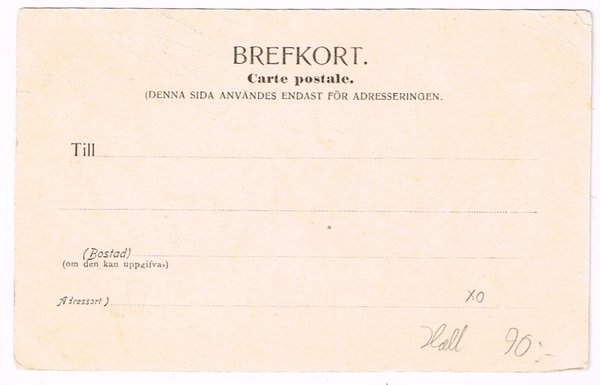 BREFKORT.
Carte postale.
(DENNA SIDA ANVÄNDES ENDAST FÖR ADRESSERINGEN.
Till
(Bostad)
(om den kan uppgifvas)
Adressort)
XO
Hall 90:-